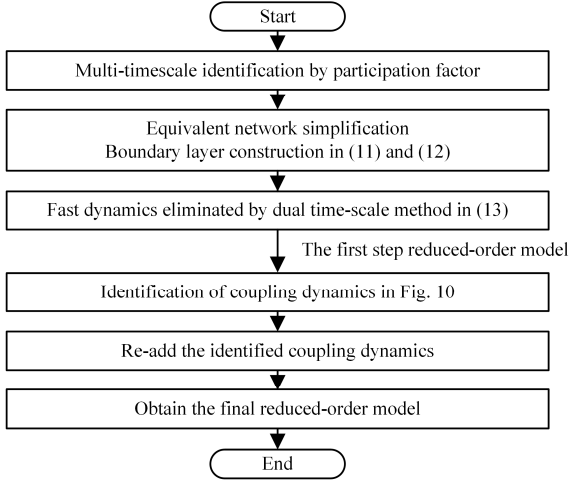 Start
Multi-timescale identification by participation factor
Equivalent network simplification
Boundary layer construction in (11) and (12)
Fast dynamics eliminated by dual time-scale method in (13)
The first step reduced-order model
Identification of coupling dynamics in Fig. 10
Re-add the identified coupling dynamics
Obtain the final reduced-order model
End